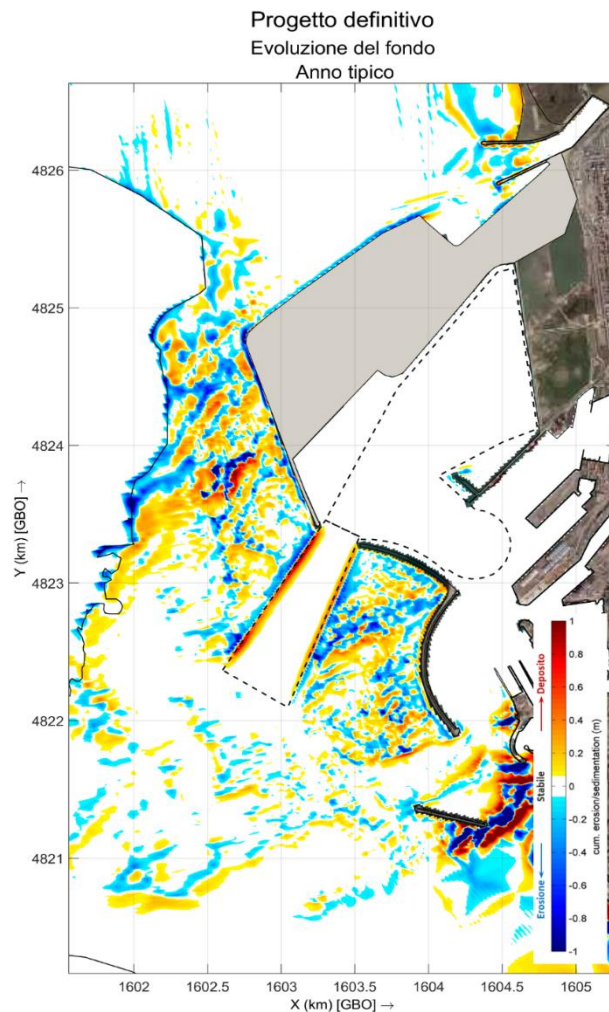 Progetto definitivo
Evoluzione del fondo
Anno tipico
4826
4825
4824
4823
4822
4821
Y (km) [GBO] →
1602
1602.5
1603
1603.5
1604
1604.5
1605
X (km) [GBO] →
1
0.8
0.6
0.4
0.2
0
-0.2
-0.4
-0.6
-0.8
-1
Deposito
Stabile
Erosione
cum. erosion/sedimentation (m)